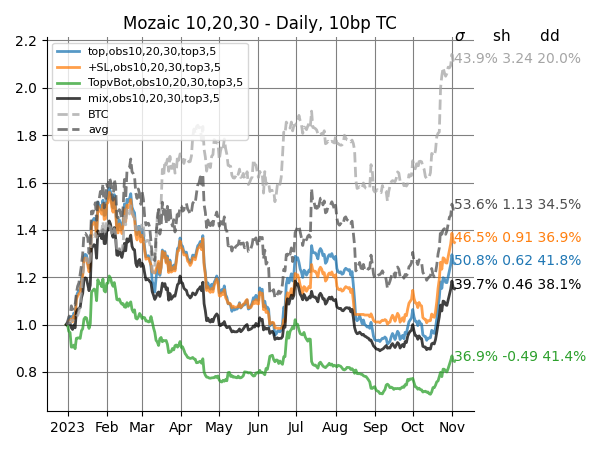 Mozaic 10,20,30 - Daily, 10bp TC
σ sh dd
2.2
2.0
1.8
1.6
1.4
1.2
1.0
0.8
top,obs10,20,30,top3,5
+SL,obs10,20,30,top3,5
TopvBot,obs10,20,30,top3,5
mix,obs10,20,30,top3,5
BTC
avg
43.9% 3.24 20.0%
53.6% 1.13 34.5%
46.5% 0.91 36.9%
50.8% 0.62 41.8%
39.7% 0.46 38.1%
36.9% -0.49 41.4%
2023 Feb Mar Apr May Jun Jul Aug Sep Oct Nov